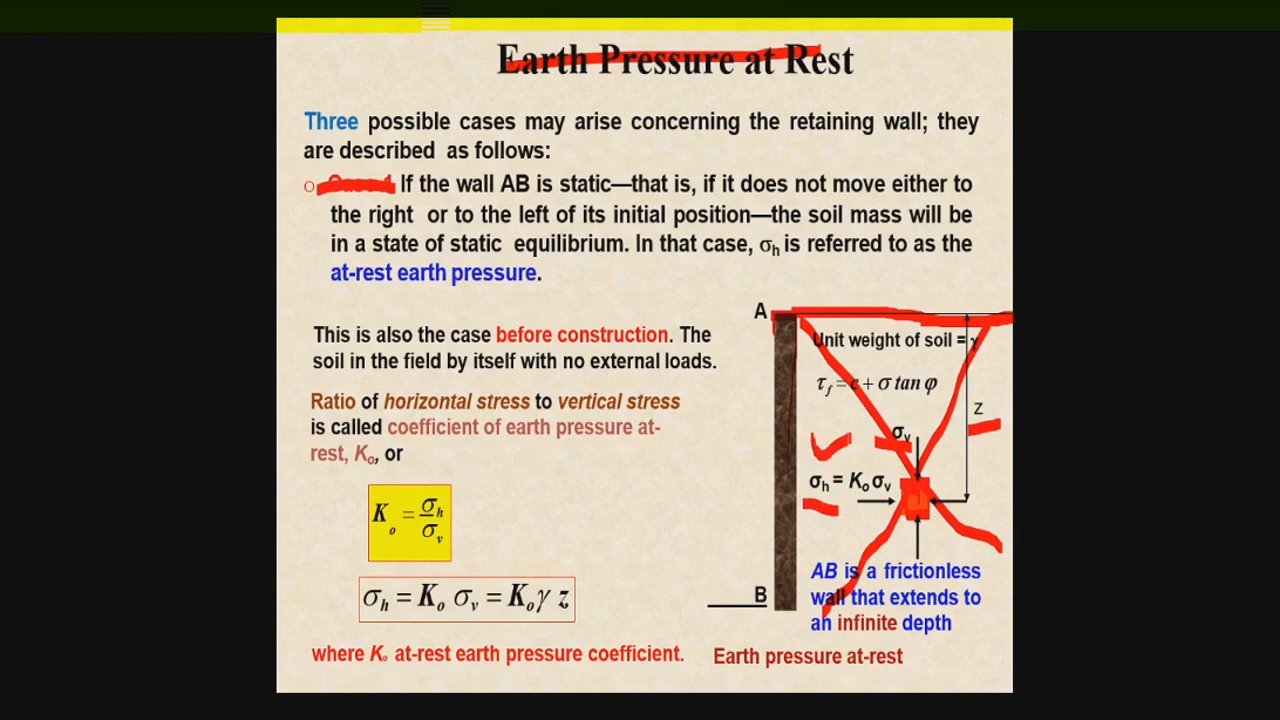 Earth Pressure at Rest
Three possible cases may arise concerning the retaining wall; they
are described as follows:
o Case 1 If the wall AB is static—that is, if it does not move either to
the right or to the left of its initial position—the soil mass will be
in a state of static equilibrium. In that case, σh is referred to as the
at-rest earth pressure.
This is also the case before construction. The
soil in the field by itself with no external loads.
Ratio of horizontal stress to vertical stress
is called coefficient of earth pressure at-
rest, Ko, or
Ko = σh/σv
σh = Ko σv = Koγ z
where Ko at-rest earth pressure coefficient.
A
Unit weight of soil = γ
τf = c + σ tan φ
z
σv
σh = Koσv
B
AB is a frictionless
wall that extends to
an infinite depth
Earth pressure at-rest